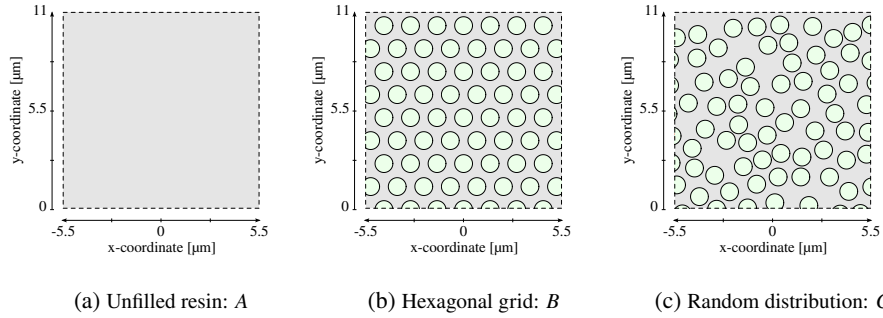 11
5.5
0
y-coordinate [µm]
-5.5 0 5.5
x-coordinate [µm]
(a) Unfilled resin: A
11
5.5
0
y-coordinate [µm]
-5.5 0 5.5
x-coordinate [µm]
(b) Hexagonal grid: B
11
5.5
0
y-coordinate [µm]
-5.5 0 5.5
x-coordinate [µm]
(c) Random distribution: